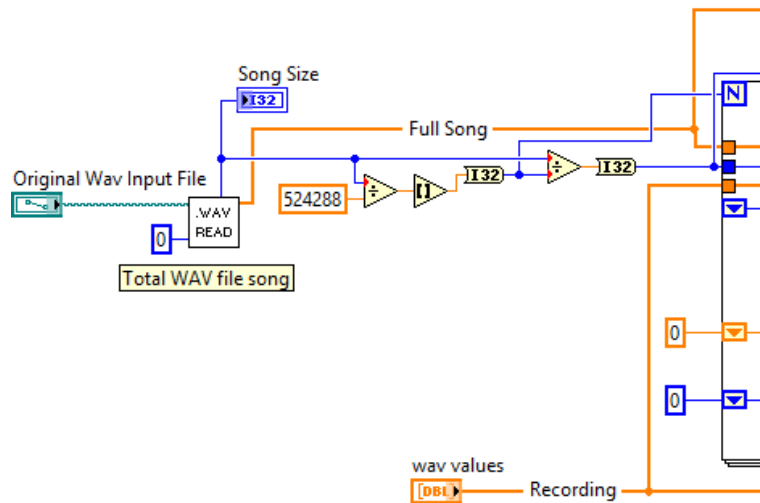 Song Size
I32
N
Full Song
I32
I32
Original Wav Input File
524288
.WAV
READ
0
Total WAV file song
0
0
wav values
[DBL]
Recording